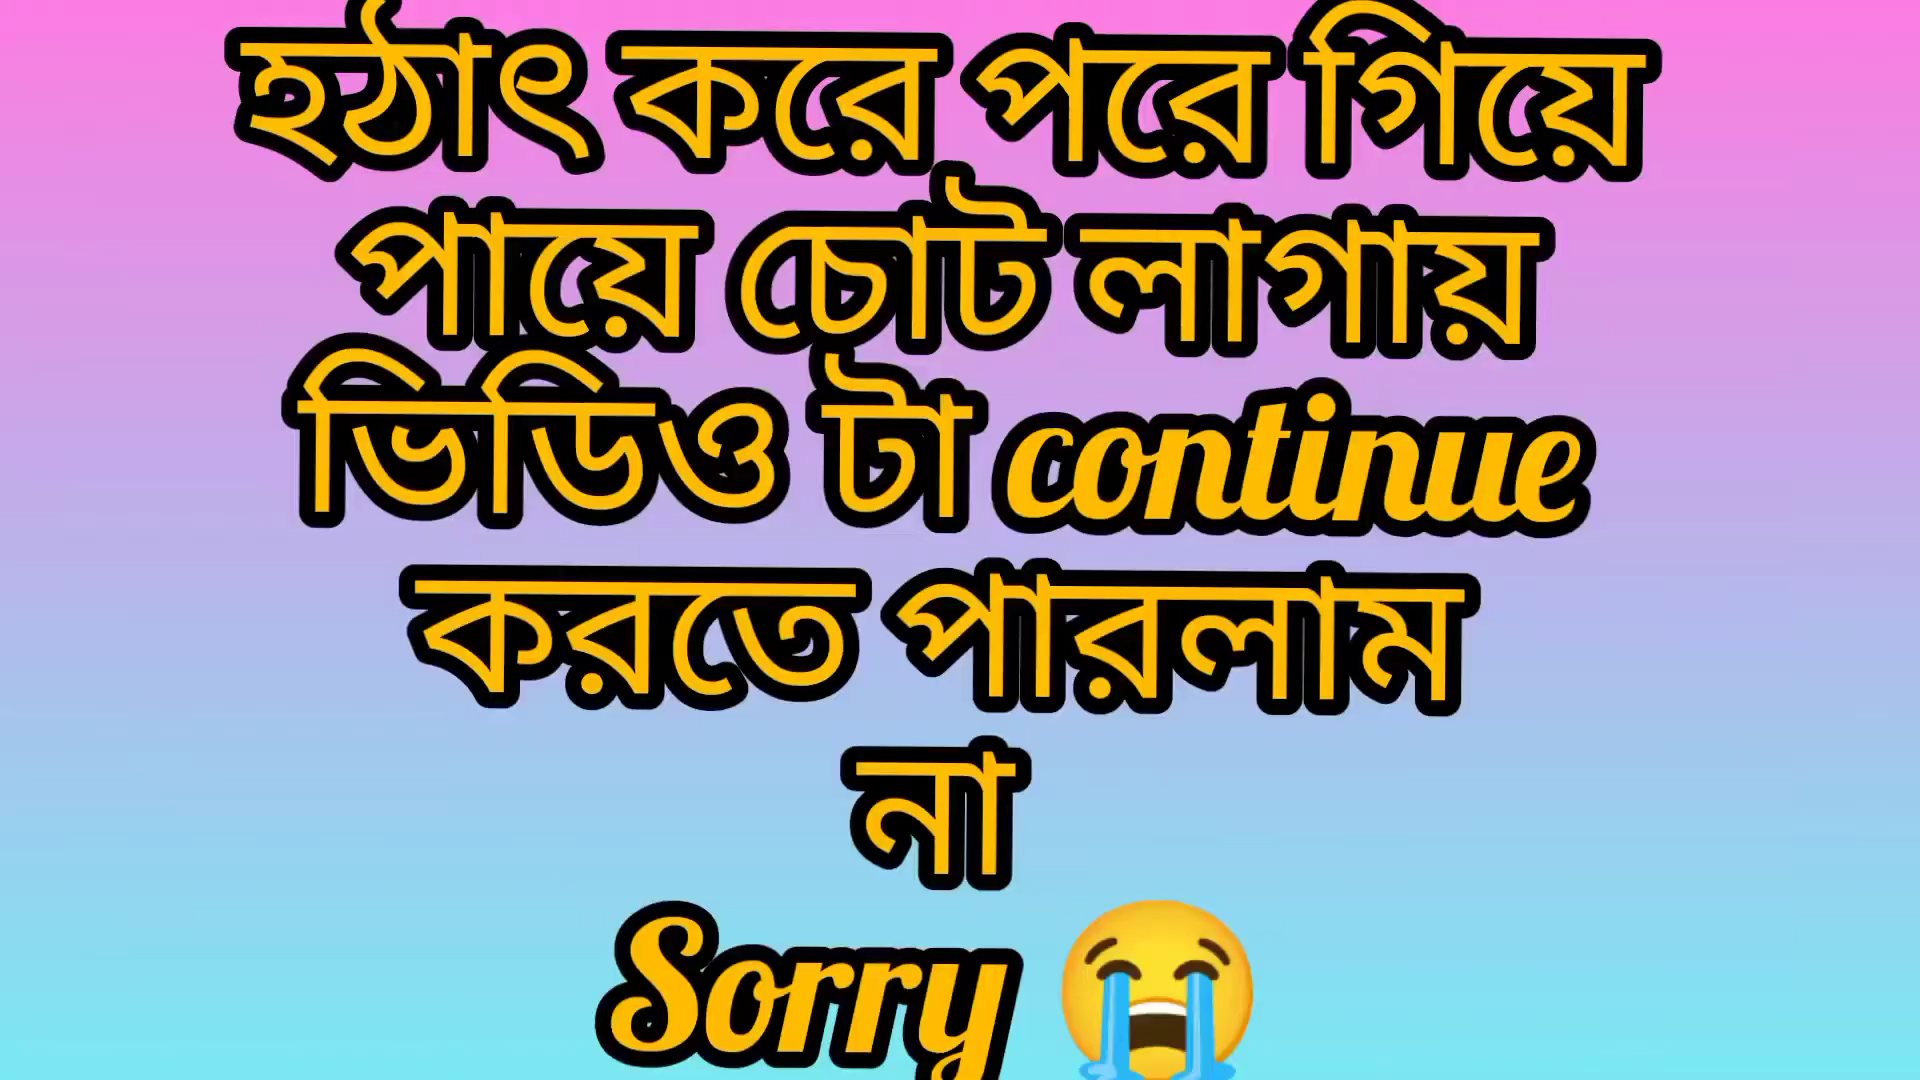 হঠাৎ করে পরে গিয়ে
পায়ে চোট লাগায়
ভিডিও টা continue
করতে পারলাম
না
Sorry 😭